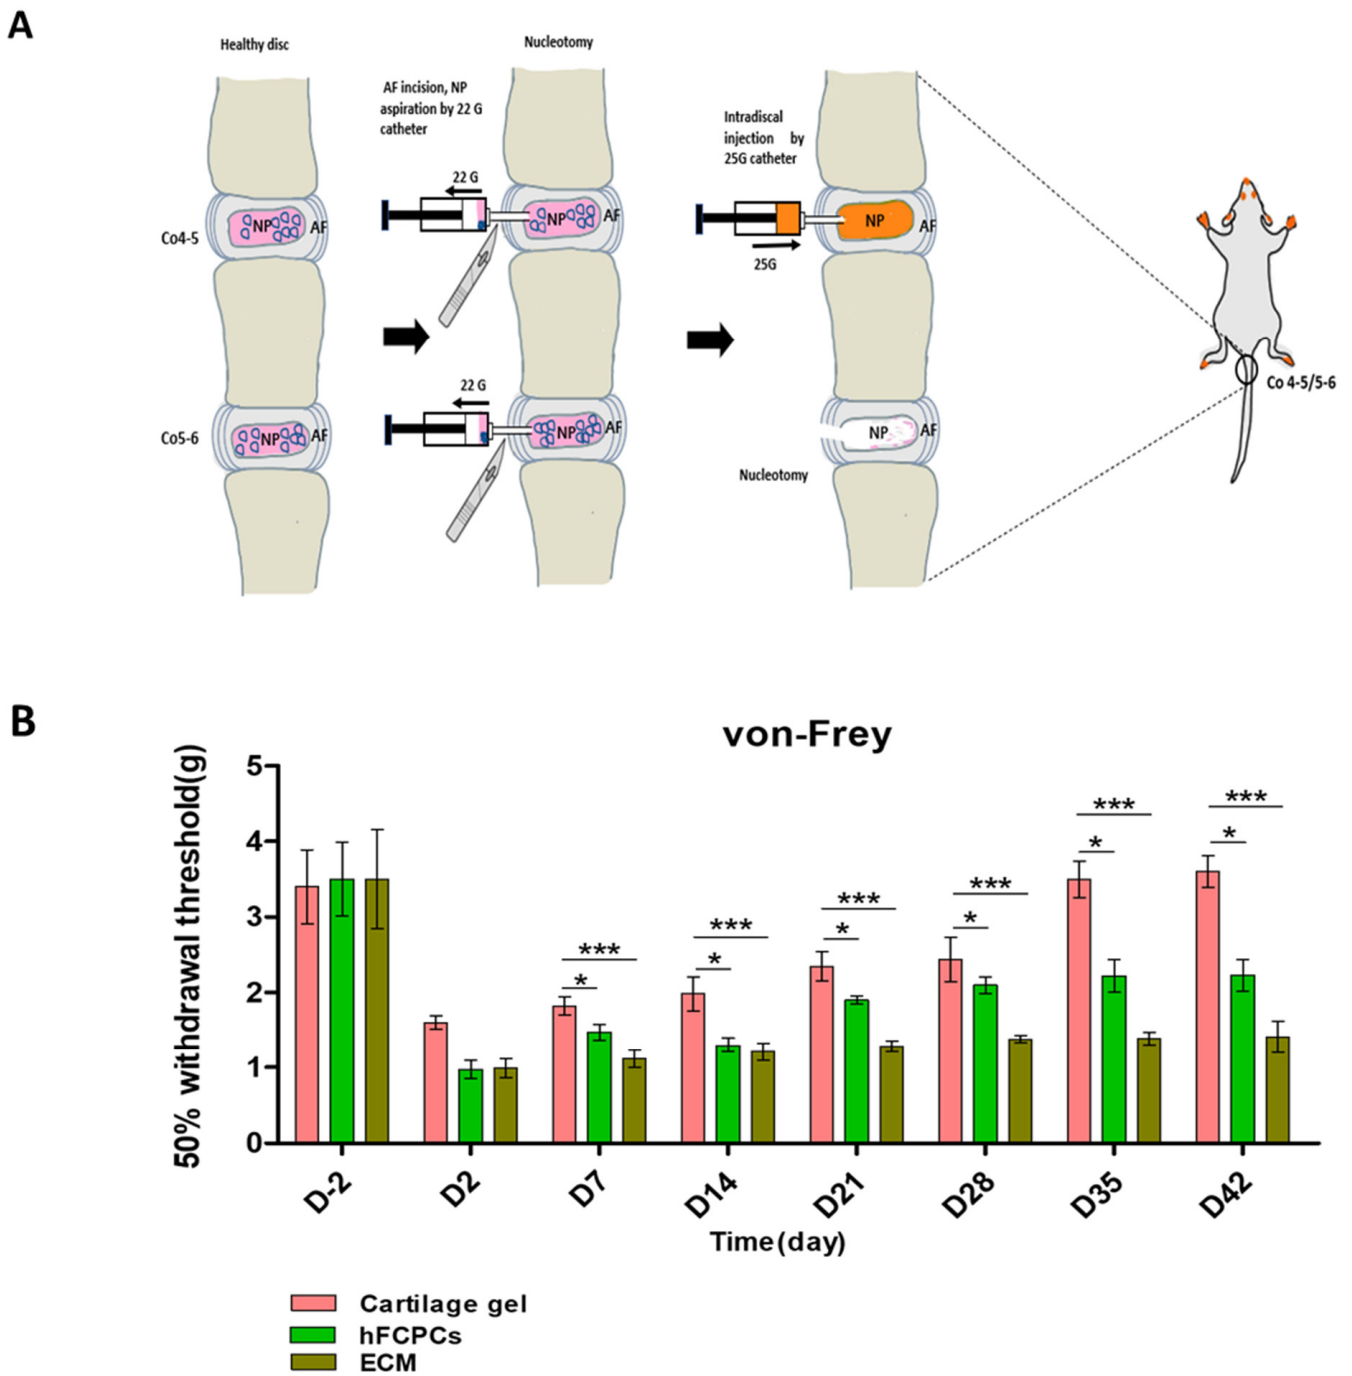 A
Healthy disc
Nucleotomy
AF incision, NP
aspiration by 22 G
catheter
Intradiscal
injection by
25G catheter
22 G
NP
AF
Co4-5
NP
AF
NP
AF
25G
22 G
Co 4-5/5-6
Co5-6
NP
AF
NP
AF
NP
AF
Nucleotomy
B
von-Frey
50% withdrawal threshold(g)
5
4
3
2
1
0
***
*
***
*
***
*
***
*
***
*
***
*
D-2
D2
D7
D14
D21
D28
D35
D42
Time(day)
Cartilage gel
hFCPCs
ECM